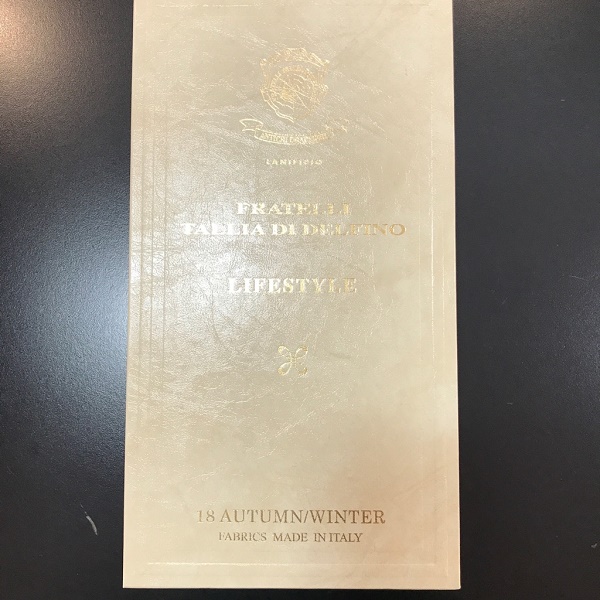 LANIFICIO
FRATELLI
TALLIA DI DELFINO
LIFESTYLE
18 AUTUMN/WINTER
FABRICS MADE IN ITALY